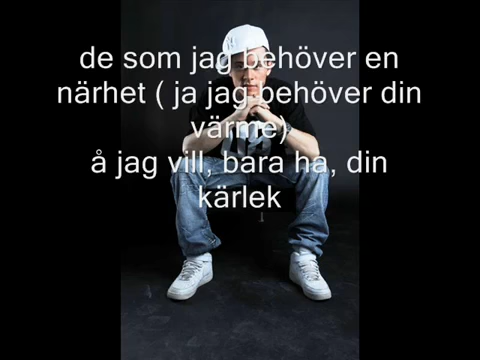 de som jag behöver en
närhet ( ja jag behöver din
värme)
å jag vill, bara ha, din
kärlek